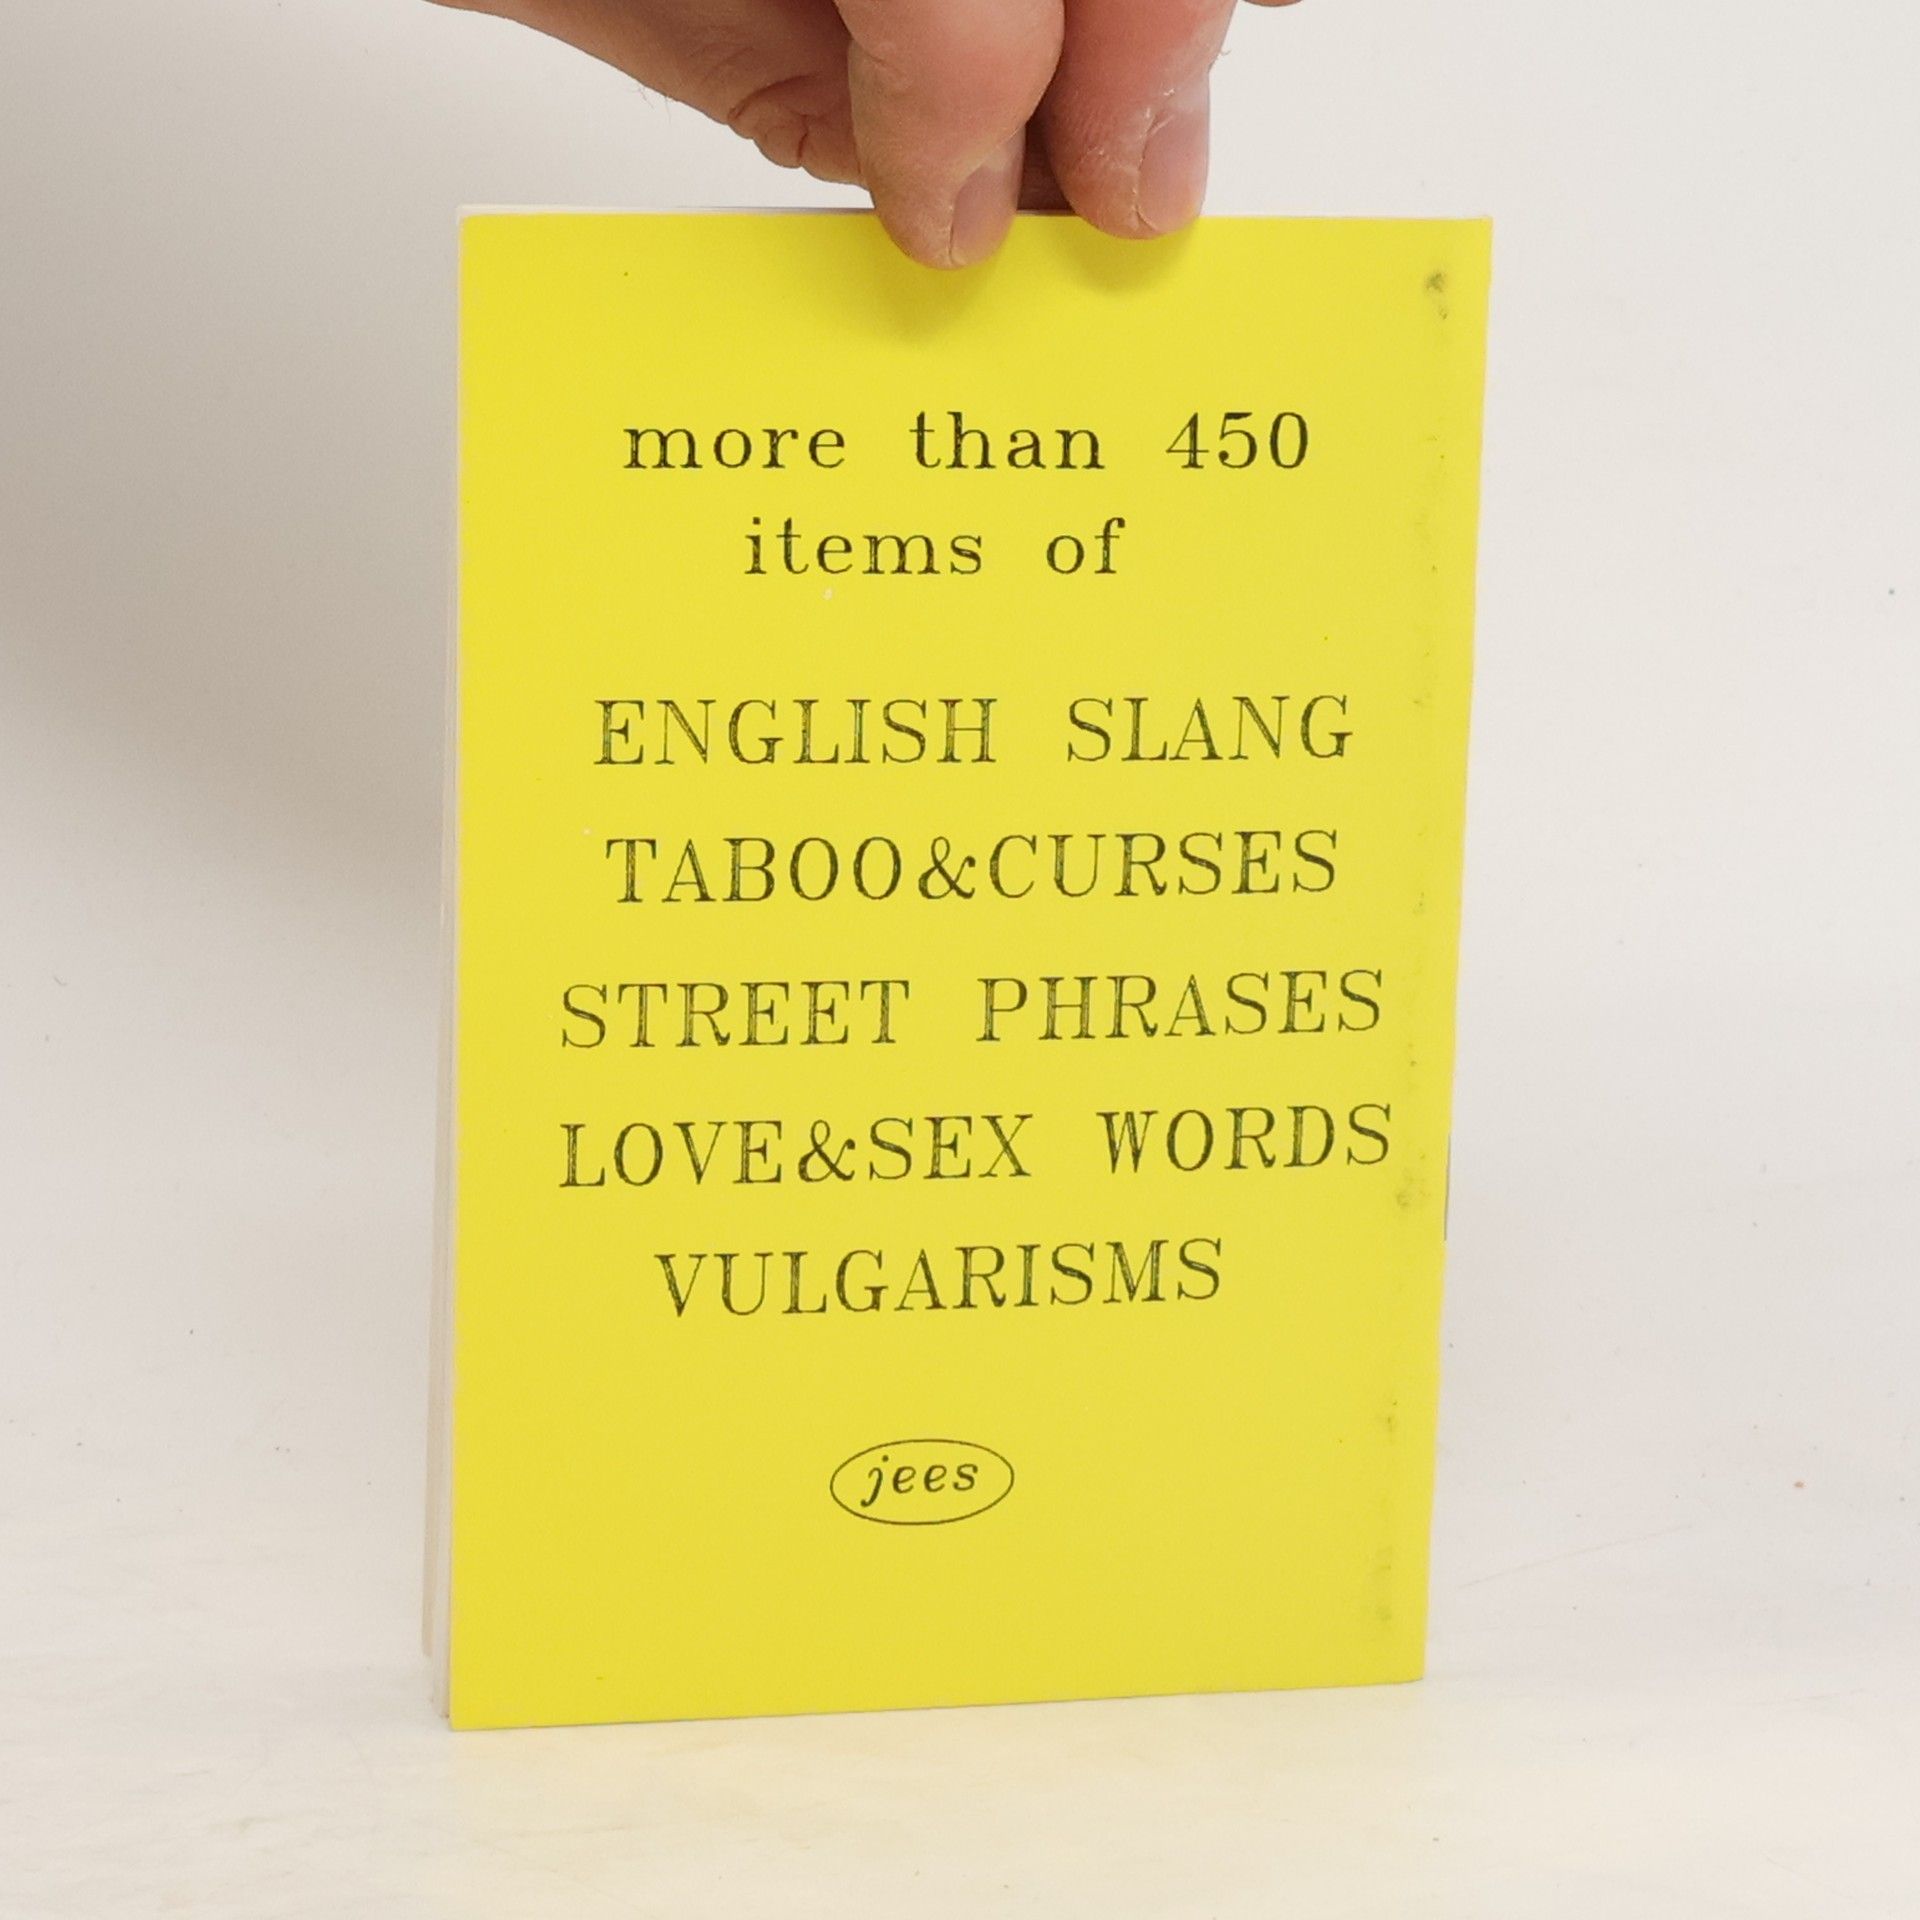 more than 450
items of
ENGLISH SLANG
TABOO&CURSES
STREET PHRASES
LOVE&SEX WORDS
VULGARISMS
jees